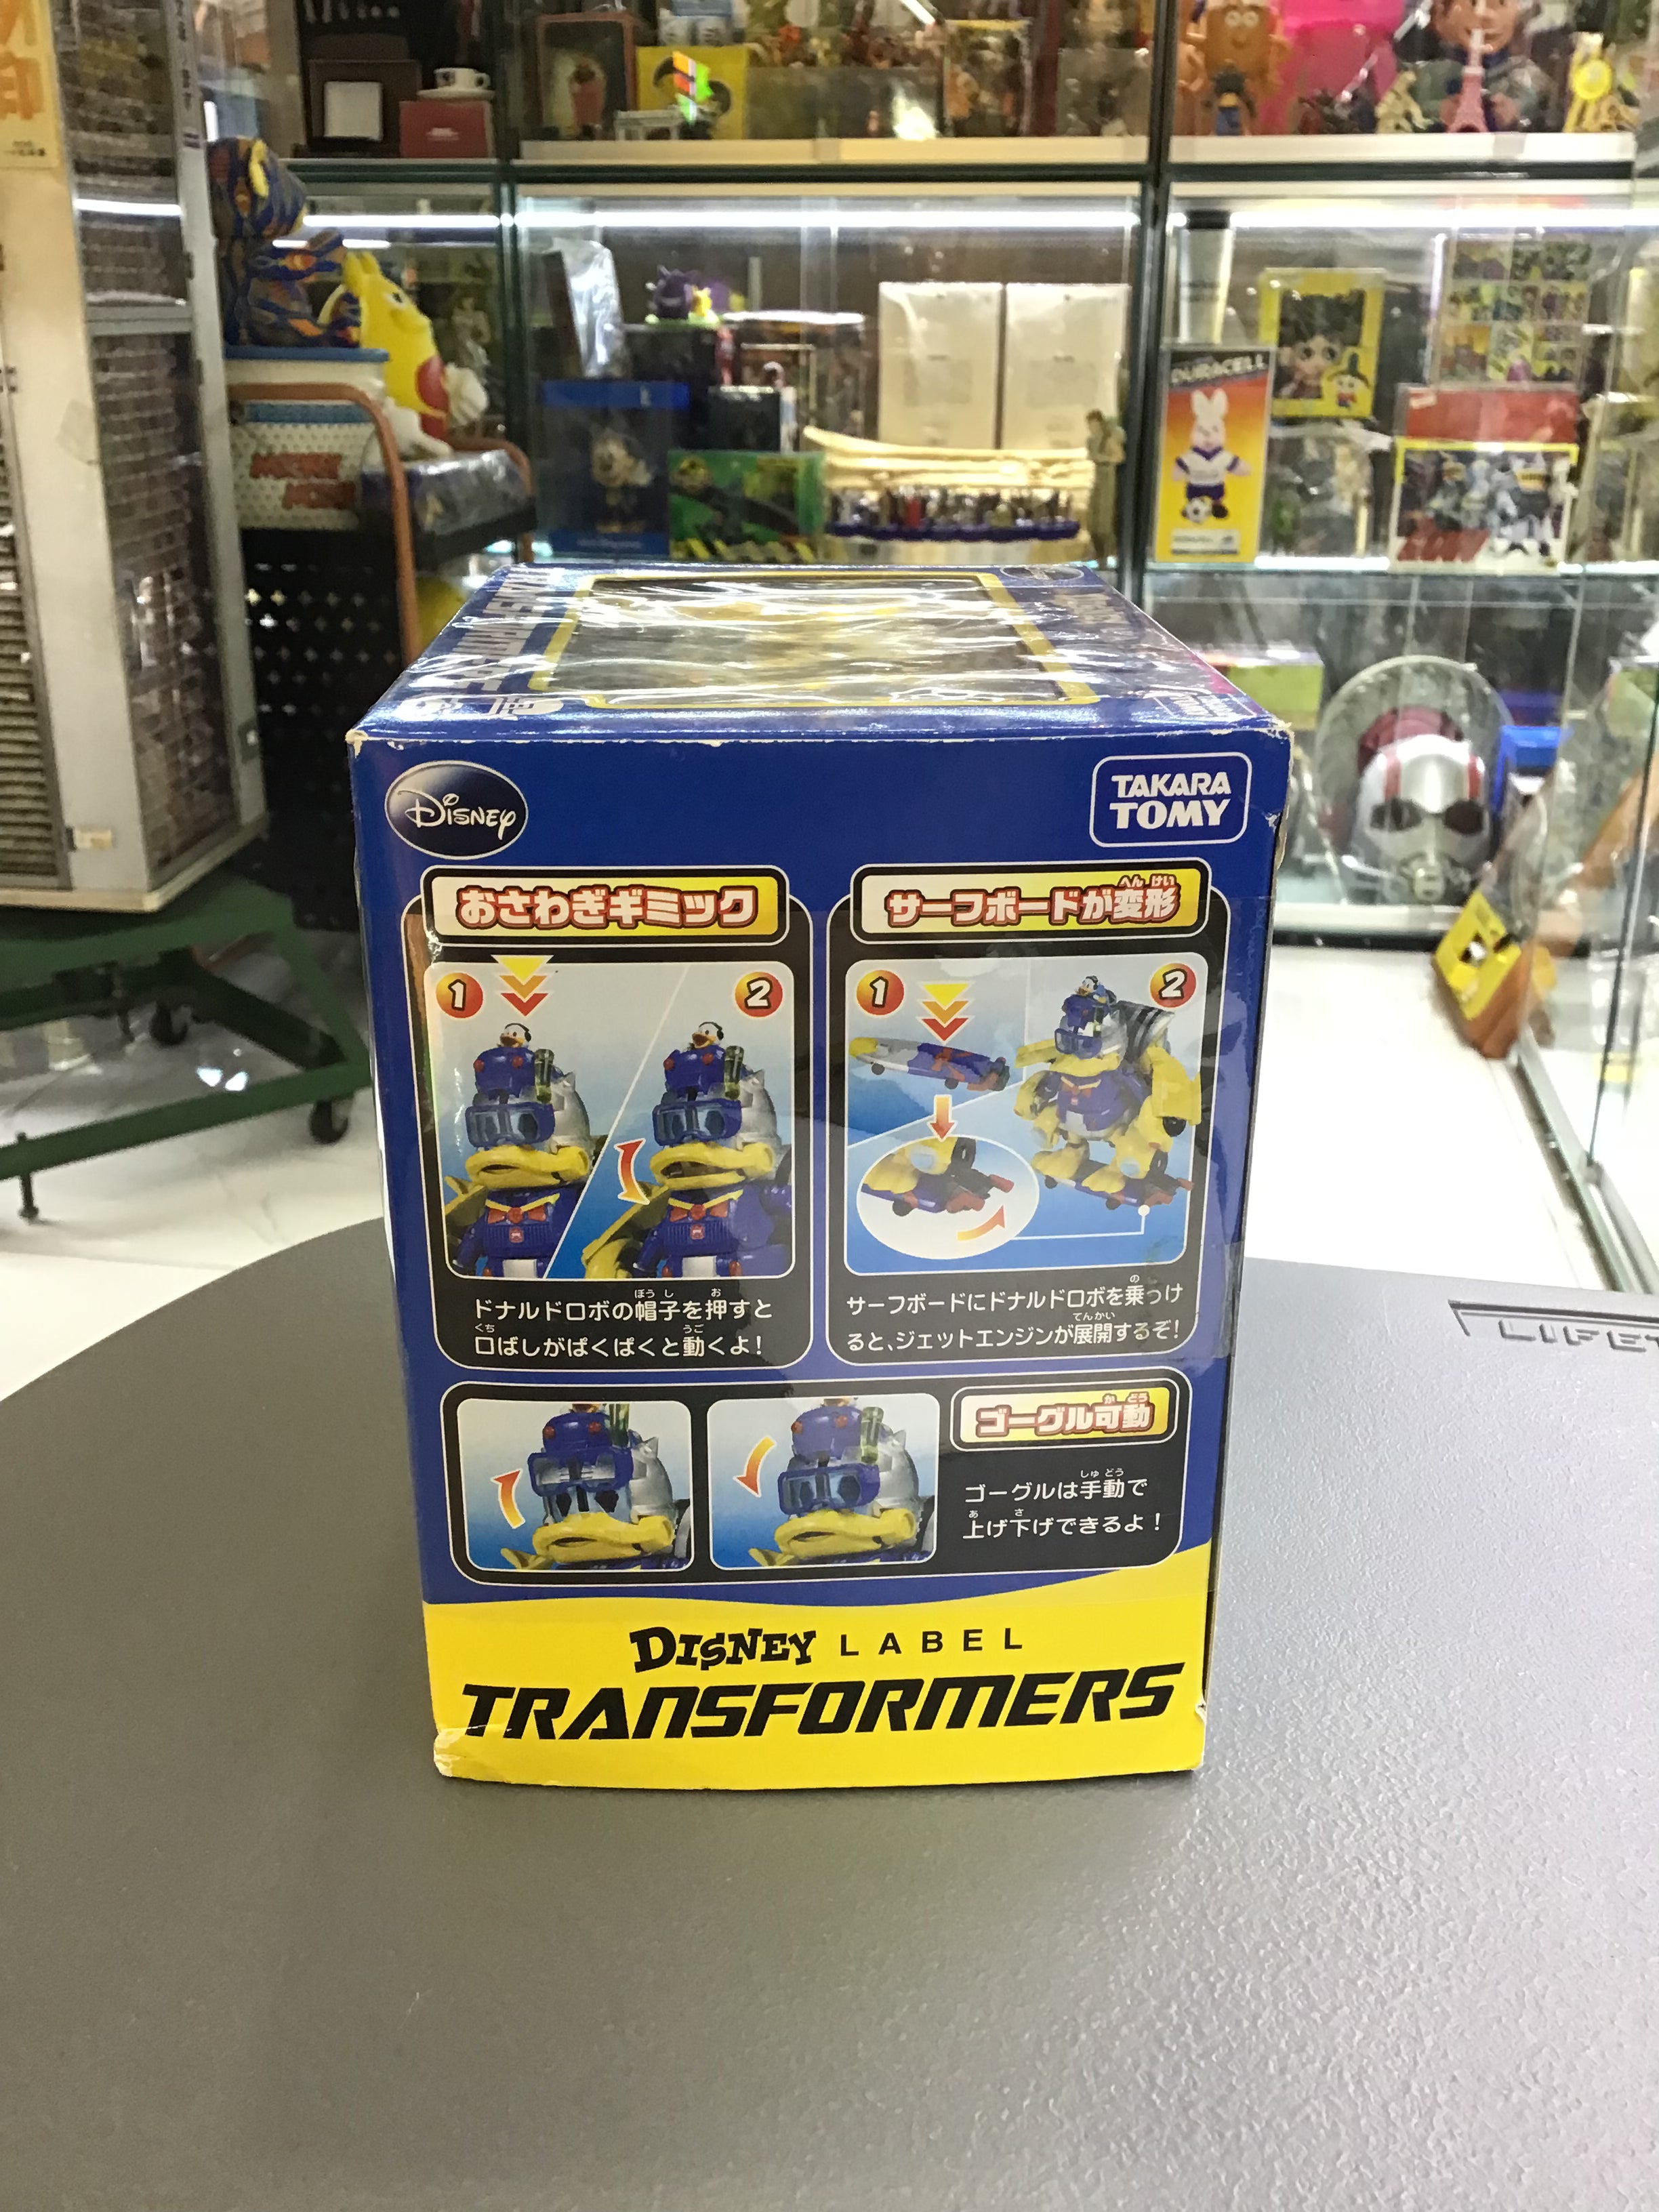 DURACELL
Disney
TAKARA
TOMY
おさわぎギミック
1
2
ドナルドロボの帽子を押すと
口ばしがぱくぱくと動くよ!
サーフボードが変形
1
2
サーフボードにドナルドロボを乗っけ
ると、ジェットエンジンが展開するぞ!
ゴーグル可動
ゴーグルは手動で
上げ下げできるよ!
DISNEY LABEL
TRANSFORMERS